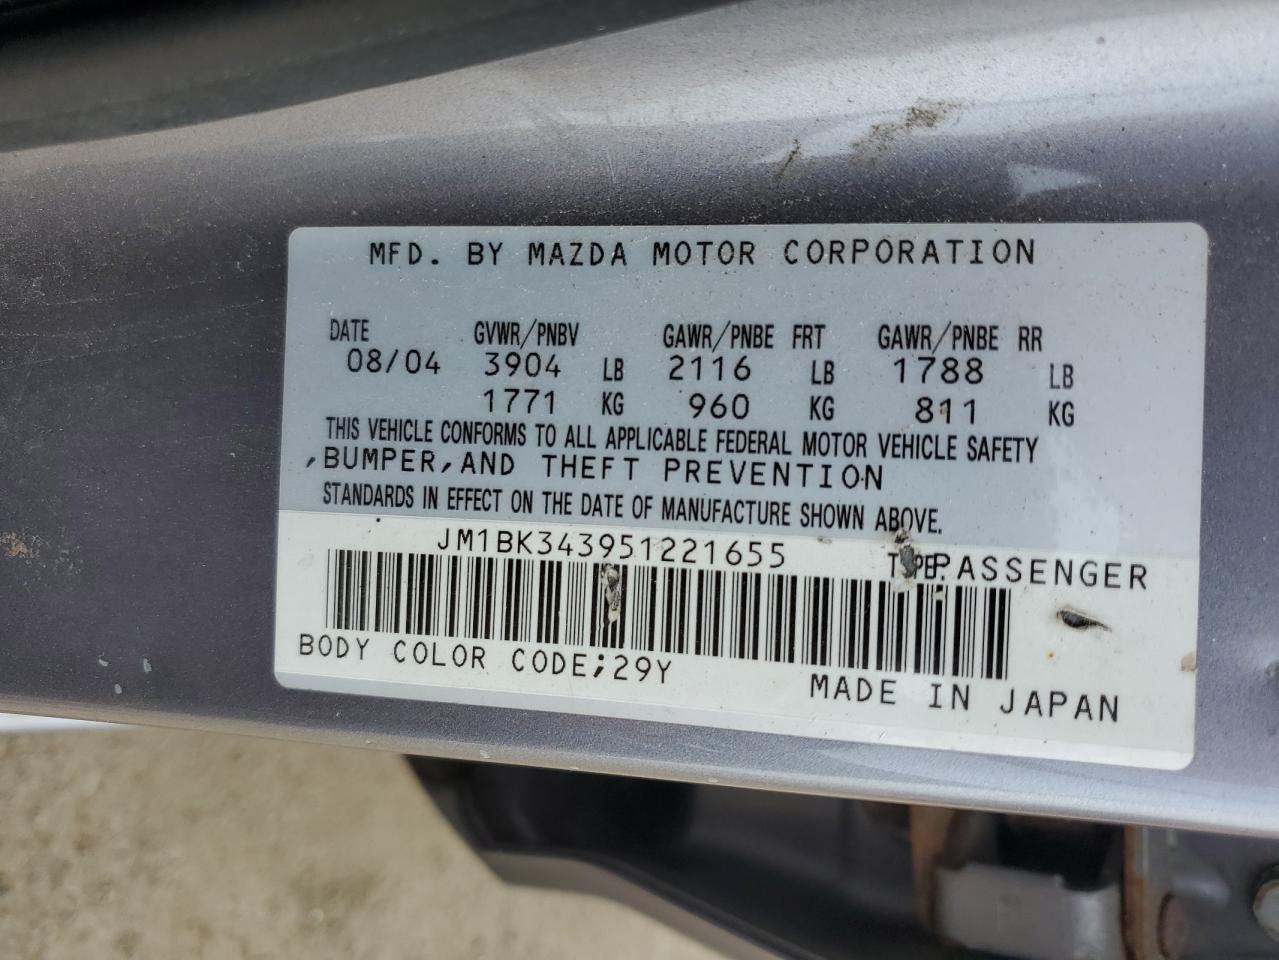 MFD. BY MAZDA MOTOR CORPORATION
DATE GVWR/PNBV GAWR/PNBE FRT GAWR/PNBE RR
08/04 3904 LB 2116 LB 1788 LB
1771 KG 960 KG 811 KG
THIS VEHICLE CONFORMS TO ALL APPLICABLE FEDERAL MOTOR VEHICLE SAFETY
,BUMPER,AND THEFT PREVENTION
STANDARDS IN EFFECT ON THE DATE OF MANUFACTURE SHOWN ABOVE.
JM1BK343951221655 TYPE:PASSENGER
BODY COLOR CODE;29Y
MADE IN JAPAN